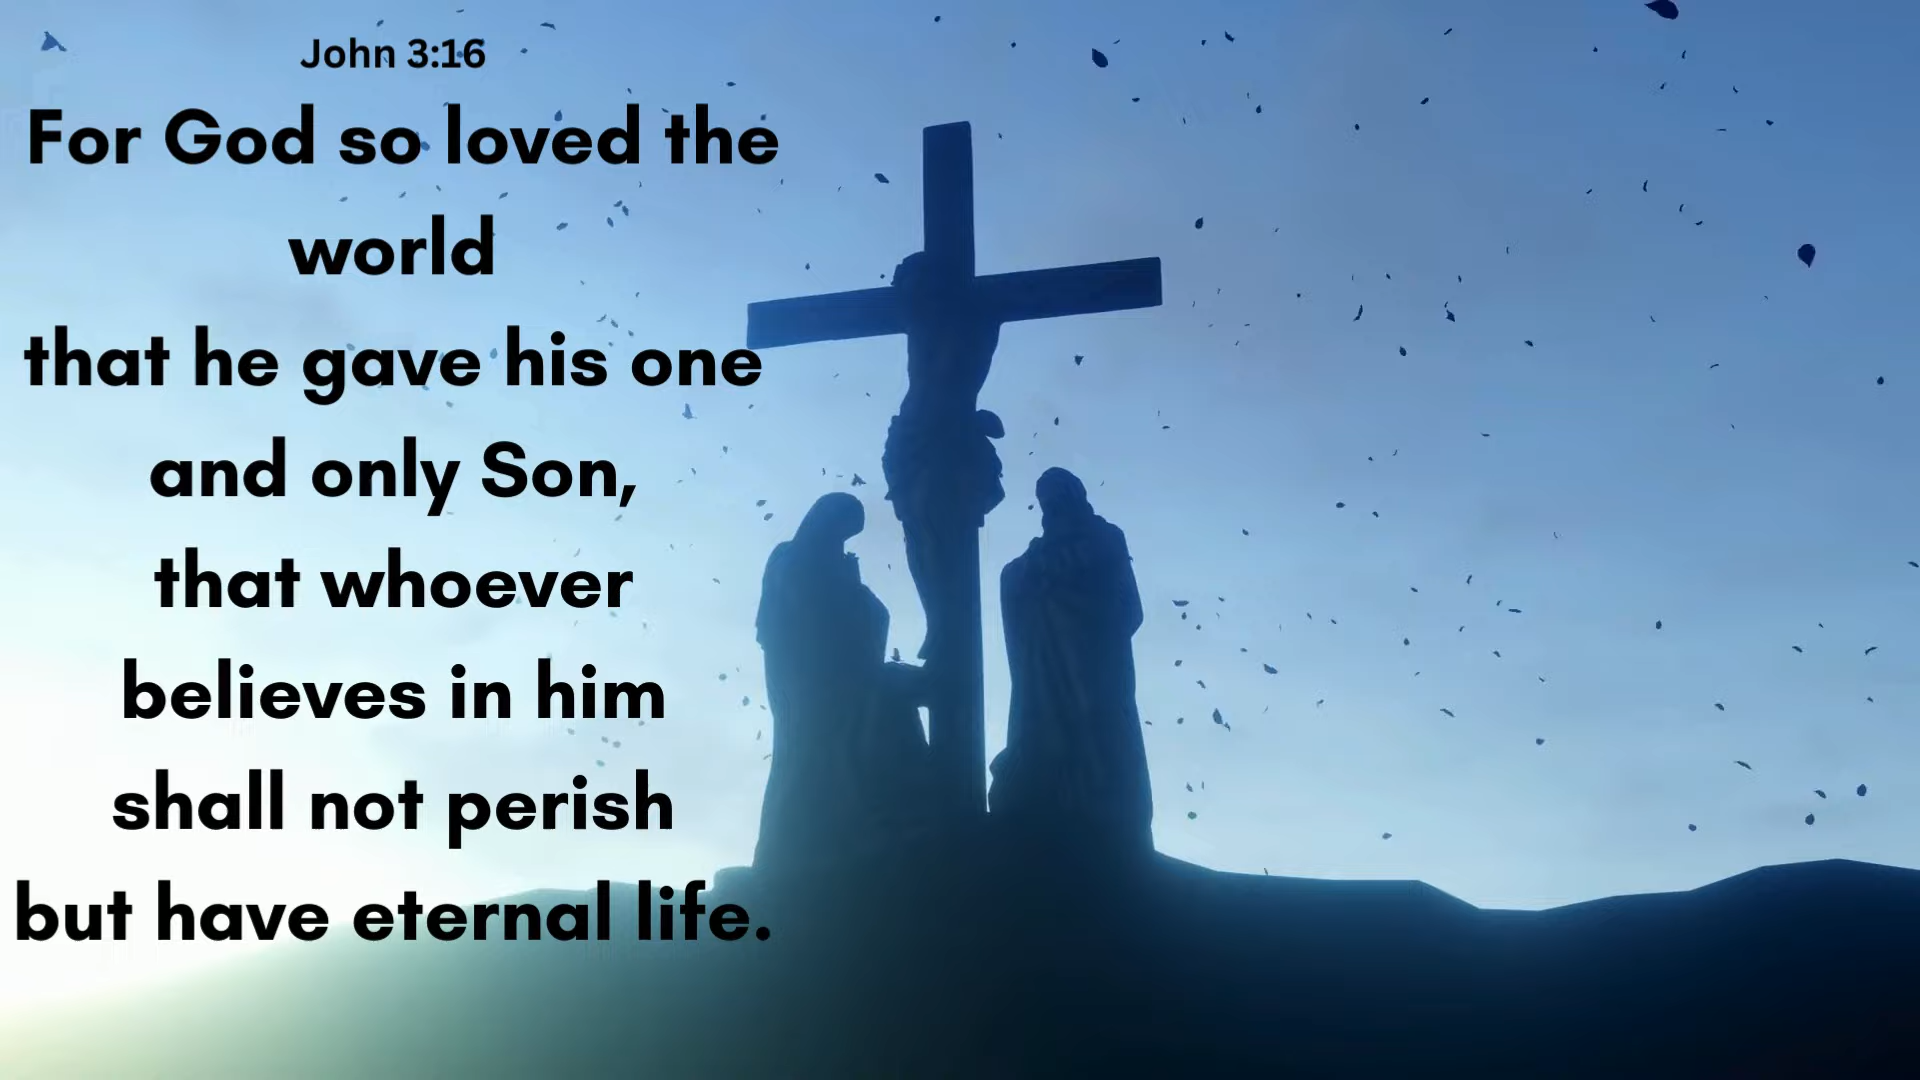 John 3:16
For God so loved the
world
that he gave his one
and only Son,
that whoever
believes in him
shall not perish
but have eternal life.